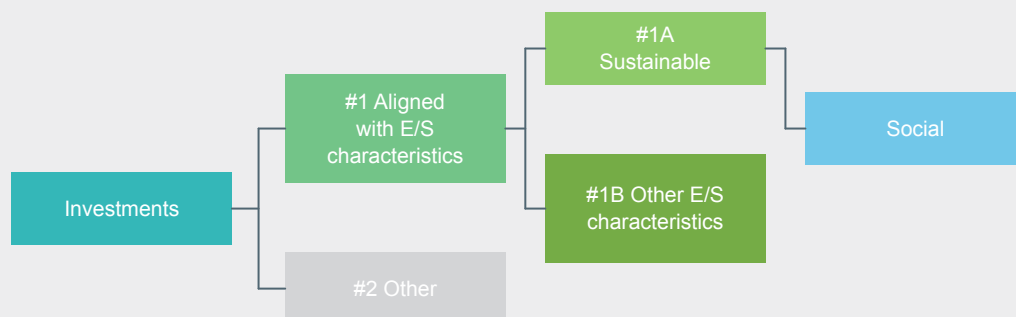 #1A
Sustainable
#1 Aligned
with E/S
characteristics
Social
Investments
#1B Other E/S
characteristics
#2 Other